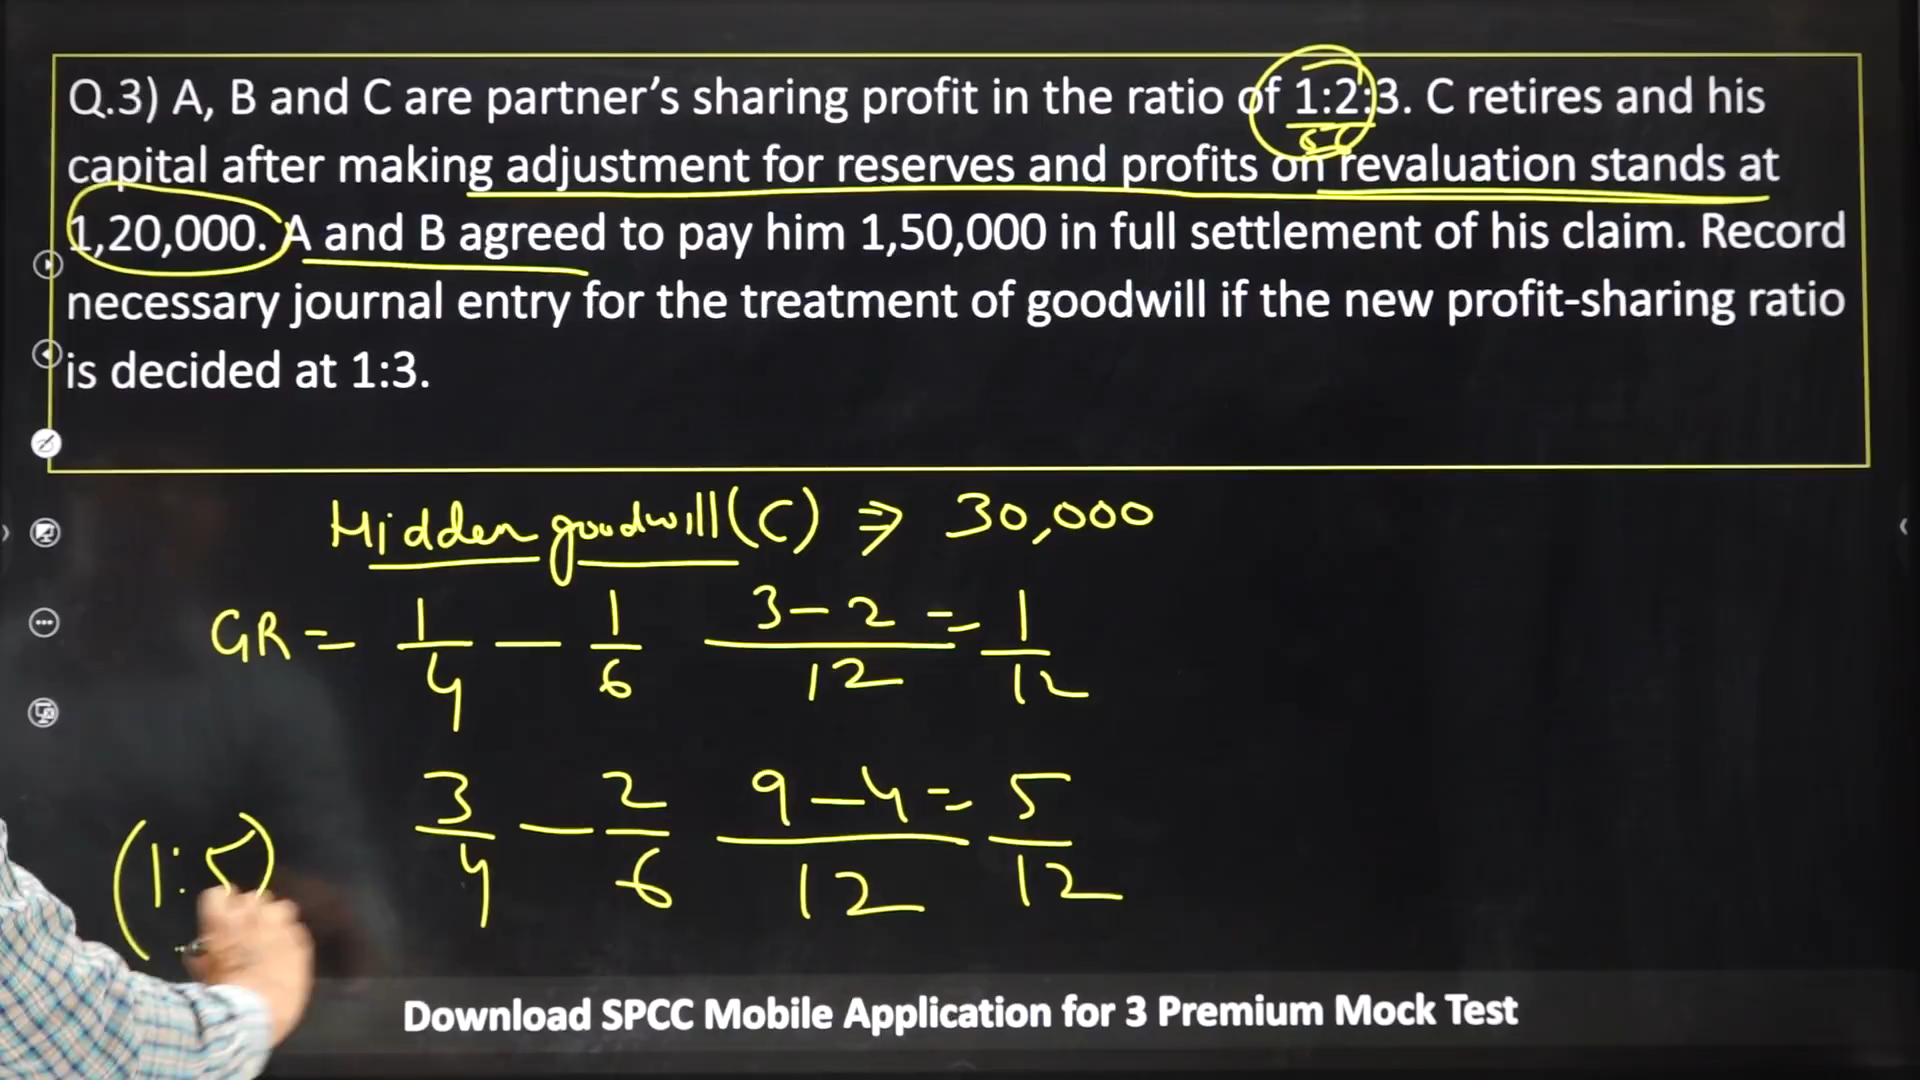 Q.3) A, B and C are partner’s sharing profit in the ratio of 1:2:3. C retires and his
capital after making adjustment for reserves and profits on revaluation stands at
1,20,000. A and B agreed to pay him 1,50,000 in full settlement of his claim. Record
necessary journal entry for the treatment of goodwill if the new profit-sharing ratio
is decided at 1:3.
Hidden goodwill (C) ⇒ 30,000
GR = 1/4 − 1/6 3−2/12 = 1/12
3/4 − 2/6 9−4/12 = 5/12
(1:5)
Download SPCC Mobile Application for 3 Premium Mock Test